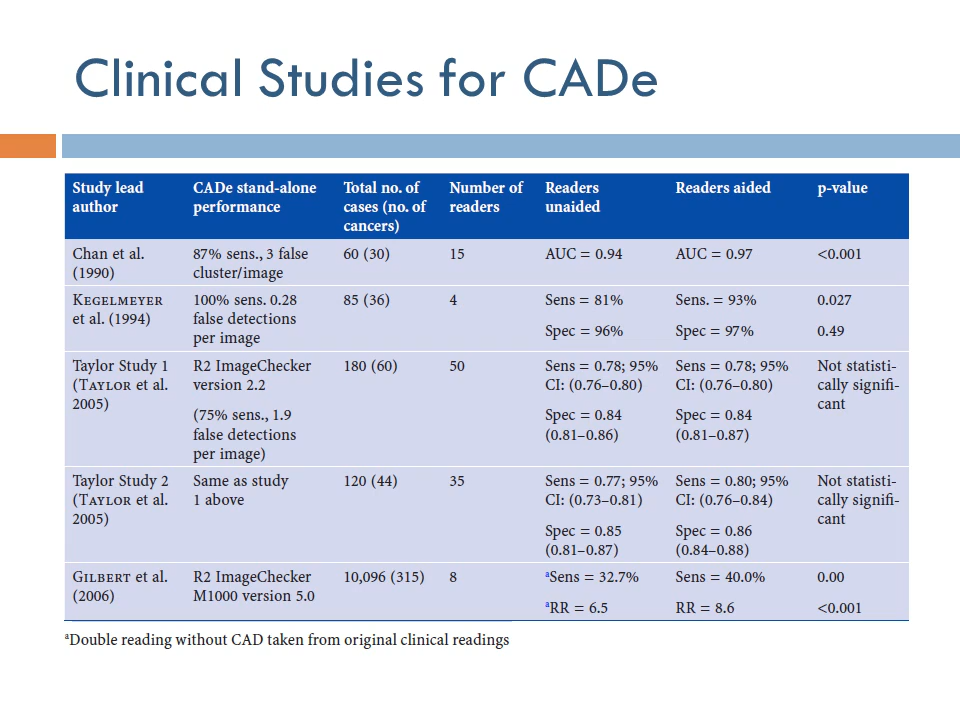 Clinical Studies for CADe
Study lead
author
CADe stand-alone
performance
Total no. of
cases (no. of
cancers)
Number of
readers
Readers
unaided
Readers aided
p-value
Chan et al.
(1990)
87% sens., 3 false
cluster/image
60 (30)
15
AUC = 0.94
AUC = 0.97
<0.001
Kegelmeyer
et al. (1994)
100% sens. 0.28
false detections
per image
85 (36)
4
Sens = 81%
Spec = 96%
Sens. = 93%
Spec = 97%
0.027
0.49
Taylor Study 1
(Taylor et al.
2005)
R2 ImageChecker
version 2.2
(75% sens., 1.9
false detections
per image)
180 (60)
50
Sens = 0.78; 95%
CI: (0.76–0.80)
Spec = 0.84
(0.81–0.86)
Sens = 0.78; 95%
CI: (0.76–0.80)
Spec = 0.84
(0.81–0.87)
Not statisti-
cally signifi-
cant
Taylor Study 2
(Taylor et al.
2005)
Same as study
1 above
120 (44)
35
Sens = 0.77; 95%
CI: (0.73–0.81)
Spec = 0.85
(0.81–0.87)
Sens = 0.80; 95%
CI: (0.76–0.84)
Spec = 0.86
(0.84–0.88)
Not statisti-
cally signifi-
cant
Gilbert et al.
(2006)
R2 ImageChecker
M1000 version 5.0
10,096 (315)
8
aSens = 32.7%
aRR = 6.5
Sens = 40.0%
RR = 8.6
0.00
<0.001
aDouble reading without CAD taken from original clinical readings